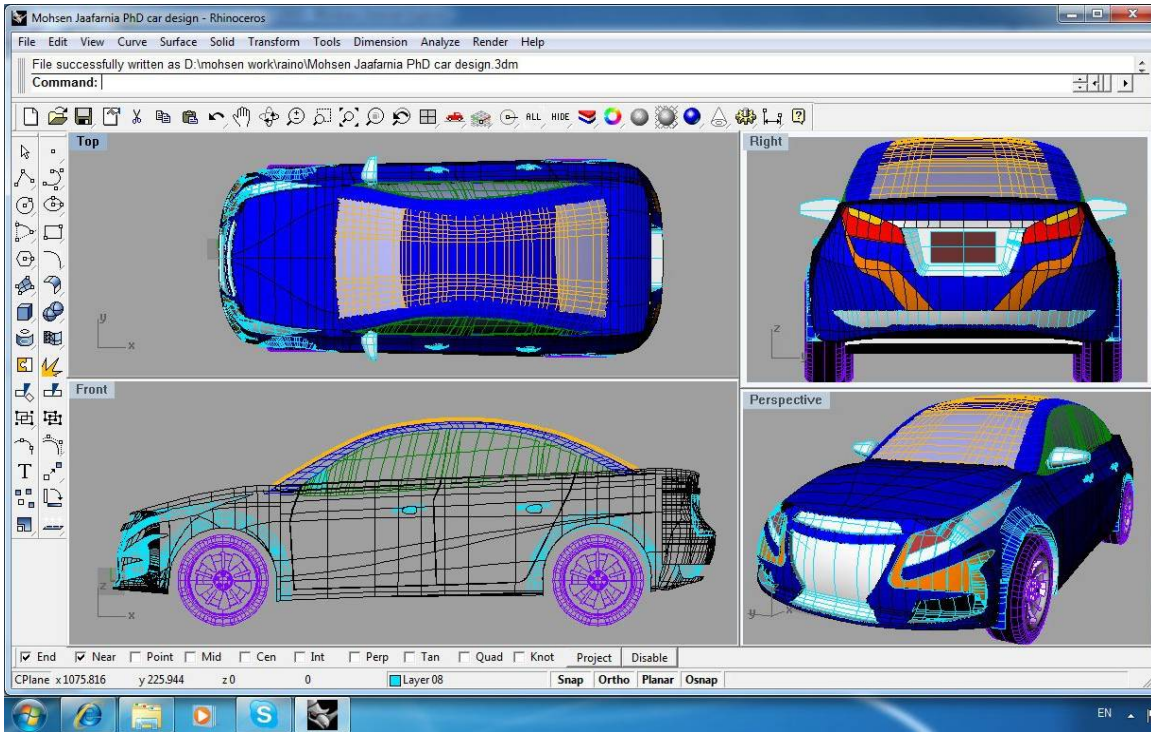 Mohsen Jaafarnia PhD car design - Rhinoceros
File Edit View Curve Surface Solid Transform Tools Dimension Analyze Render Help
File successfully written as D:\mohsen work\raino\Mohsen Jaafarnia PhD car design.3dm
Command:
ALL HIDE
Top
y
x
Right
z
y
Front
z
x
Perspective
y
x
T
End Near Point Mid Cen Int Perp Tan Quad Knot Project Disable
CPlane x 1075.816 y 225.944 z 0 0 Layer 08 Snap Ortho Planar Osnap
EN